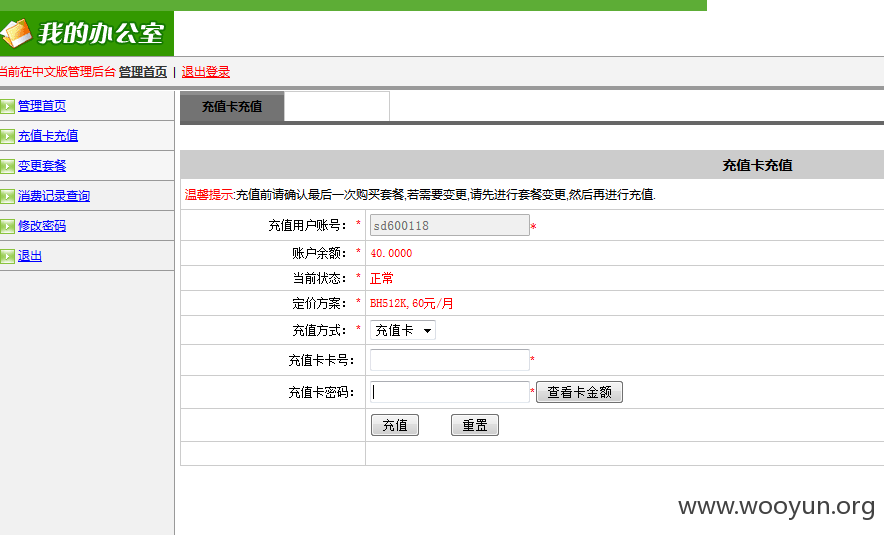 我的办公室
当前在中文版管理后台 管理首页 | 退出登录
管理首页
充值卡充值
变更套餐
消费记录查询
修改密码
退出
充值卡充值
充值卡充值
温馨提示:充值前请确认最后一次购买套餐,若需要变更,请先进行套餐变更,然后再进行充值.
充值用户账号: * sd600118 *
账户余额: * 40.0000
当前状态: * 正常
定价方案: * BH512K,60元/月
充值方式: * 充值卡
充值卡卡号: *
充值卡密码: * 查看卡金额
充值 重置
www.wooyun.org